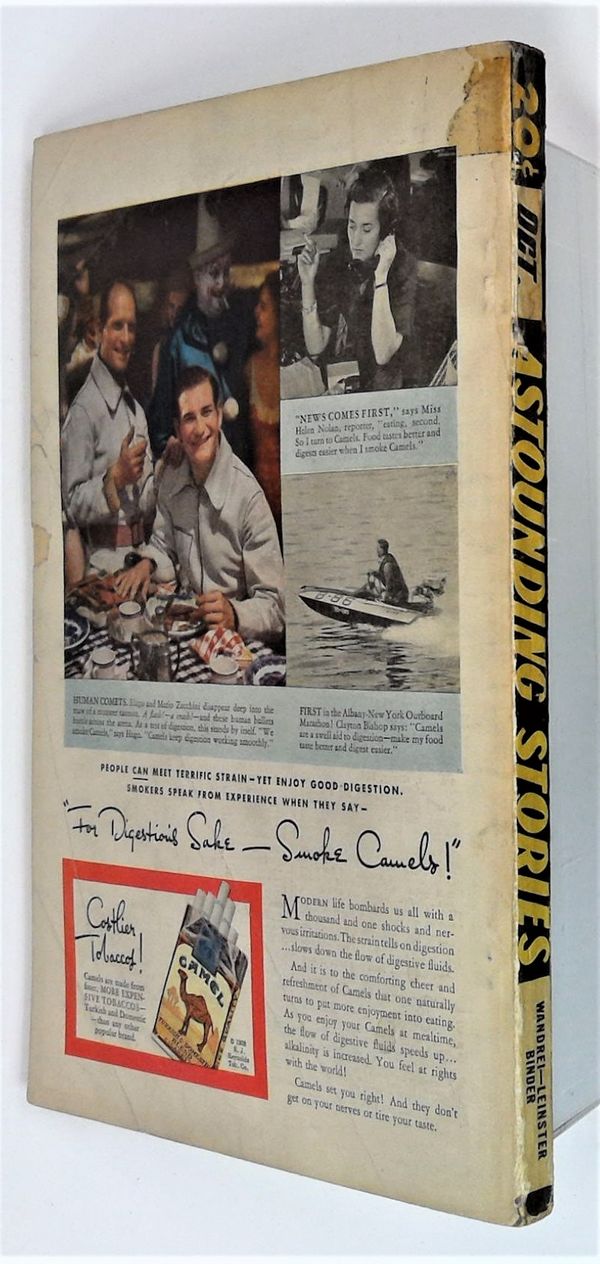 20¢ OCT. ASTOUNDING STORIES
WANDREI—LEINSTER
BINDER
"NEWS COMES FIRST," says Miss
Helen Nolan, reporter, "eating, second.
So I turn to Camels. Food tastes better and
digests easier when I smoke Camels."
HUMAN COMETS. Hugo and Mario Zacchini disappear deep into the
maw of a monster cannon. A flash!—a crash!—and these human bullets
hurtle across the arena. As a test of digestion, this stands by itself. "We
smoke Camels," says Hugo. "Camels keep digestion working smoothly."
FIRST in the Albany-New York Outboard
Marathon! Clayton Bishop says: "Camels
are a swell aid to digestion—make my food
taste better and digest easier."
PEOPLE CAN MEET TERRIFIC STRAIN—YET ENJOY GOOD DIGESTION.
SMOKERS SPEAK FROM EXPERIENCE WHEN THEY SAY—
"For Digestion's Sake — Smoke Camels!"
Costlier
Tobaccos!
Camels are made from
finer, MORE EXPEN-
SIVE TOBACCOS—
Turkish and Domestic
—than any other
popular brand.
CAMEL
© 1936
R. J.
Reynolds
Tob. Co.
MODERN life bombards us all with a
thousand and one shocks and ner-
vous irritations. The strain tells on digestion
...slows down the flow of digestive fluids.
And it is to the comforting cheer and
refreshment of Camels that one naturally
turns to put more enjoyment into eating.
As you enjoy your Camels at mealtime,
the flow of digestive fluids speeds up...
alkalinity is increased. You feel at rights
with the world!
Camels set you right! And they don't
get on your nerves or tire your taste.